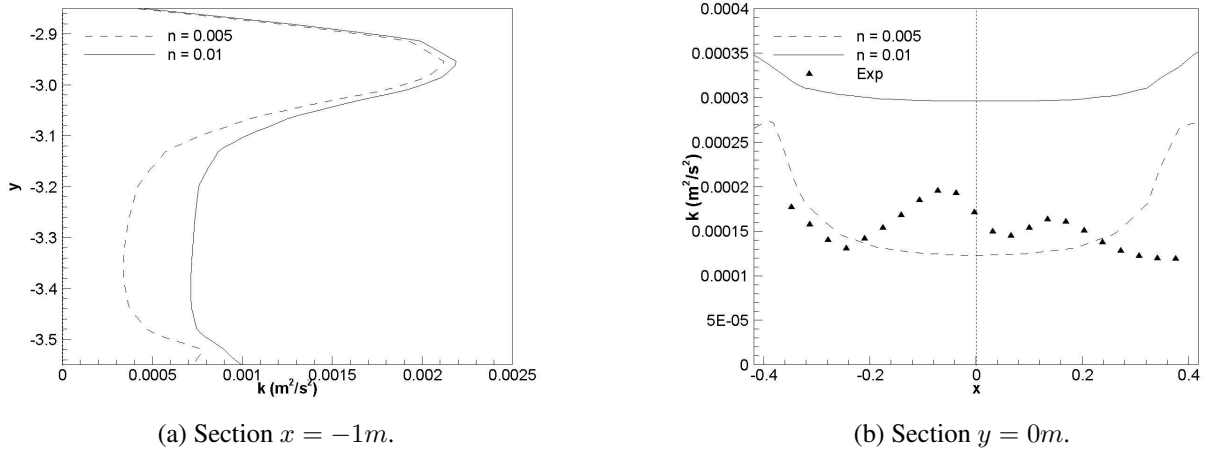 n = 0.005
n = 0.01
-2.9
-3.0
-3.1
-3.2
-3.3
-3.4
-3.5
y
0
0.0005
0.001
0.0015
0.002
0.0025
k (m²/s²)
(a) Section x = −1m.
n = 0.005
n = 0.01
Exp
0.0004
0.00035
0.0003
0.00025
0.0002
0.00015
0.0001
5E-05
0
k (m²/s²)
-0.4
-0.2
0
0.2
0.4
x
(b) Section y = 0m.